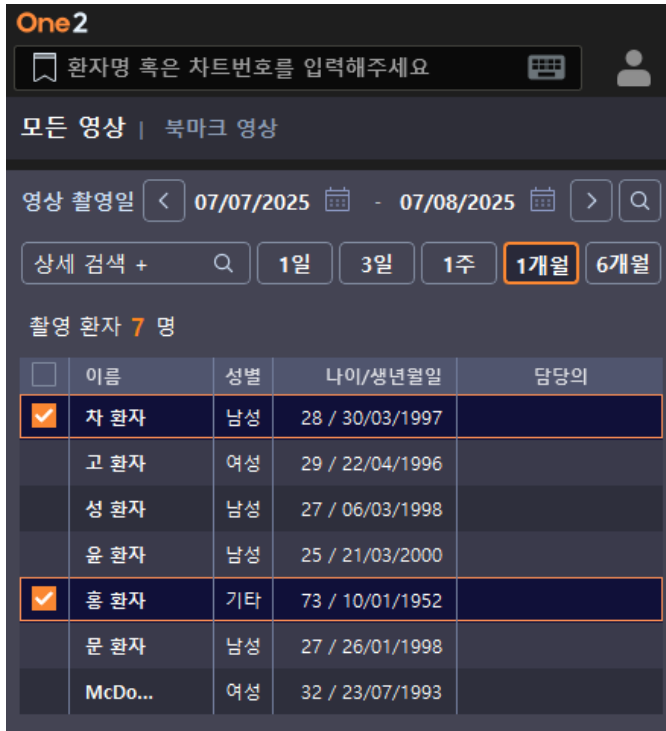 One2
환자명 혹은 차트번호를 입력해주세요
모든 영상 | 북마크 영상
영상 촬영일 < 07/07/2025 - 07/08/2025 >
상세 검색 + 1일 3일 1주 1개월 6개월
촬영 환자 7 명
이름 성별 나이/생년월일 담당의
차 환자 남성 28 / 30/03/1997
고 환자 여성 29 / 22/04/1996
성 환자 남성 27 / 06/03/1998
윤 환자 남성 25 / 21/03/2000
홍 환자 기타 73 / 10/01/1952
문 환자 남성 27 / 26/01/1998
McDo... 여성 32 / 23/07/1993